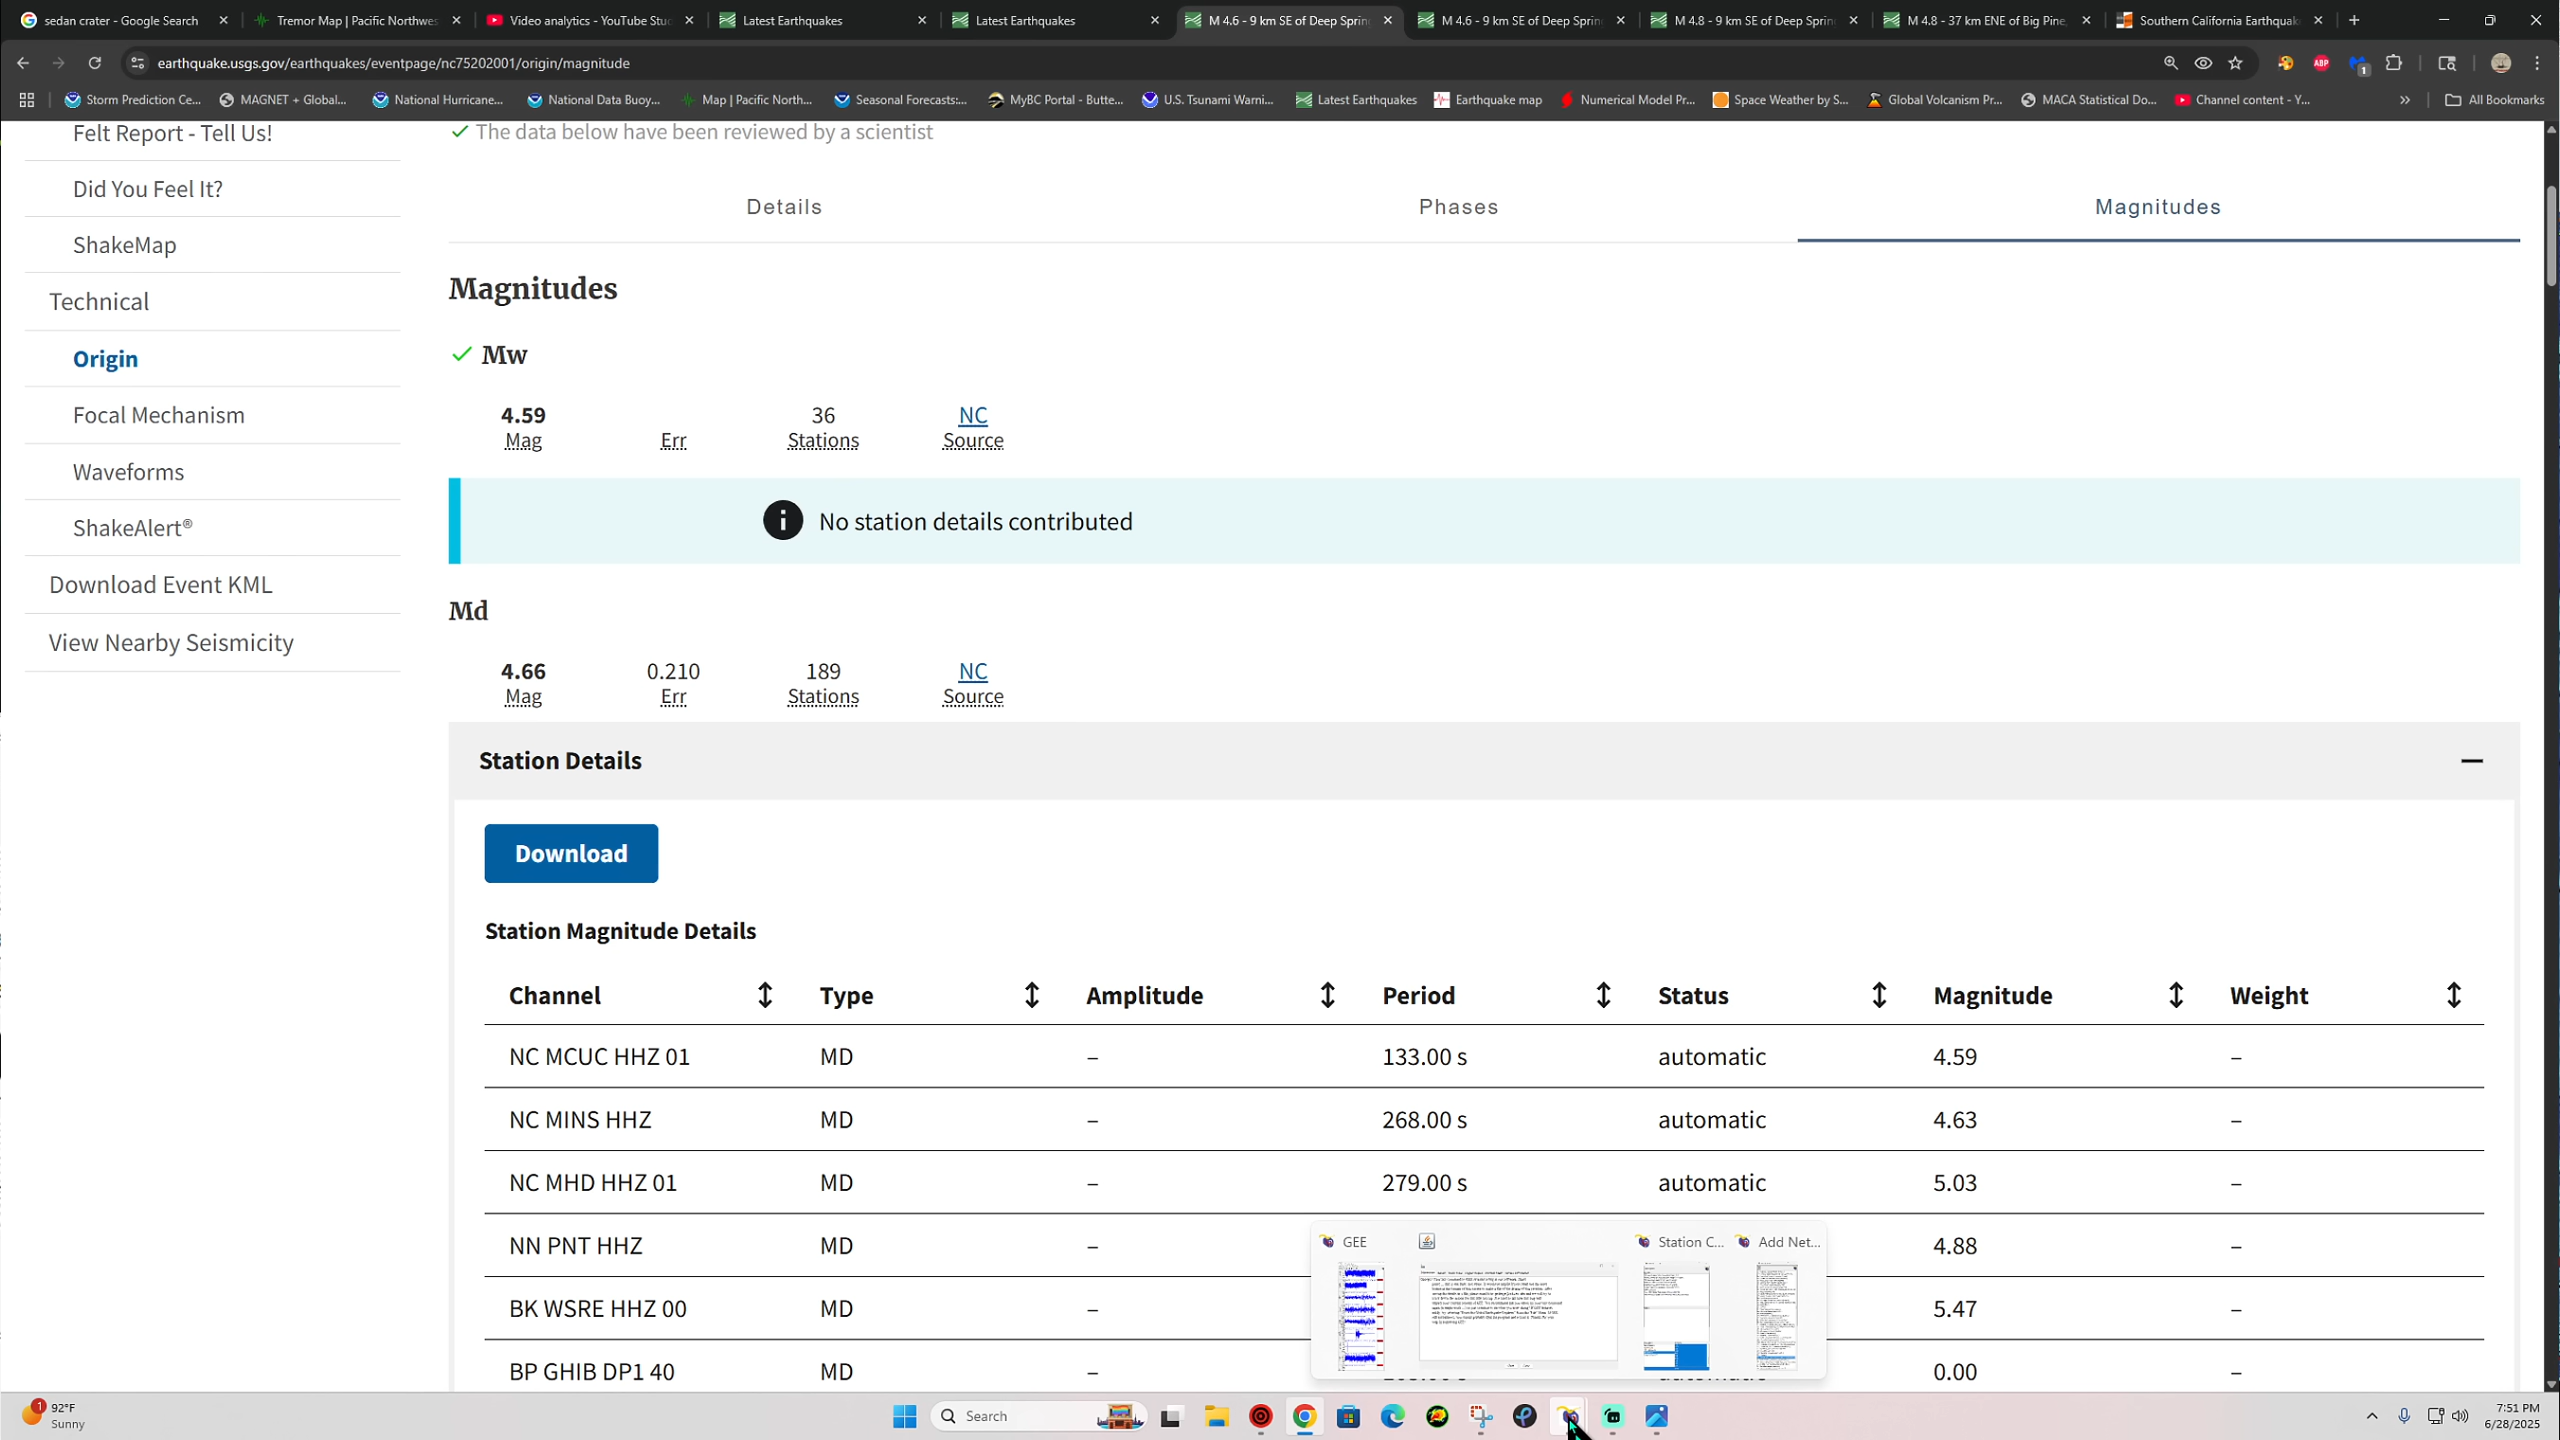 sedan crater - Google Search
Tremor Map | Pacific Northwes
Video analytics - YouTube Stu
Latest Earthquakes
Latest Earthquakes
M 4.6 - 9 km SE of Deep Sprin
M 4.6 - 9 km SE of Deep Sprin
M 4.8 - 9 km SE of Deep Sprin
M 4.8 - 37 km ENE of Big Pine,
Southern California Earthquak
earthquake.usgs.gov/earthquakes/eventpage/nc75202001/origin/magnitude
ABP
1
Storm Prediction Ce...
MAGNET + Global...
National Hurricane...
National Data Buoy...
Map | Pacific North...
Seasonal Forecasts:...
MyBC Portal - Butte...
U.S. Tsunami Warni...
Latest Earthquakes
Earthquake map
Numerical Model Pr...
Space Weather by S...
Global Volcanism Pr...
MACA Statistical Do...
Channel content - Y...
All Bookmarks
Felt Report - Tell Us!
Did You Feel It?
ShakeMap
Technical
Origin
Focal Mechanism
Waveforms
ShakeAlert®
Download Event KML
View Nearby Seismicity
The data below have been reviewed by a scientist
Details
Phases
Magnitudes
Magnitudes
Mw
4.59 36 NC
Mag Err Stations Source
No station details contributed
Md
4.66 0.210 189 NC
Mag Err Stations Source
Station Details
Download
Station Magnitude Details
Channel Type Amplitude Period Status Magnitude Weight
NC MCUC HHZ 01 MD – 133.00 s automatic 4.59 –
NC MINS HHZ MD – 268.00 s automatic 4.63 –
NC MHD HHZ 01 MD – 279.00 s automatic 5.03 –
NN PNT HHZ MD – 4.88 –
BK WSRE HHZ 00 MD – 5.47 –
BP GHIB DP1 40 MD – 0.00 –
GEE
Station C...
Add Net...
1
92°F
Sunny
Search
7:51 PM
6/28/2025